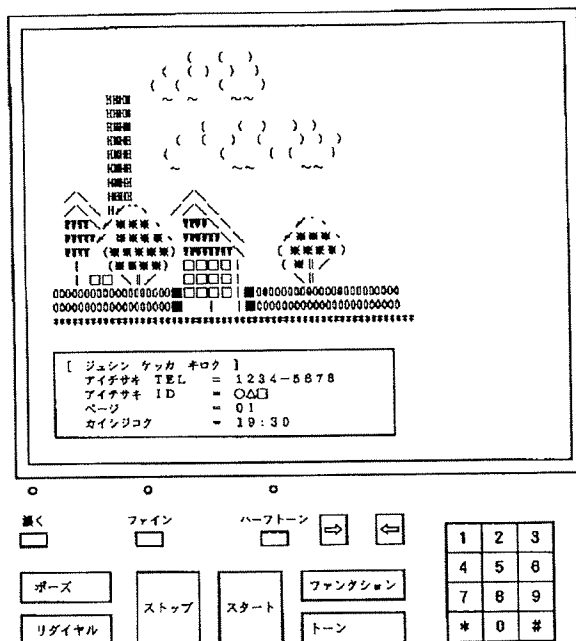 [ ジュシン ケッカ キロク ]
アイテサキ TEL = 1234-5678
アイテサキ ID = ○△□
ページ = 01
カイシジコク = 19:30
濃く ファイン ハーフトーン ⇨ ⇦
ポーズ ストップ スタート ファンクション
リダイヤル トーン
1 2 3
4 5 6
7 8 9
* 0 #